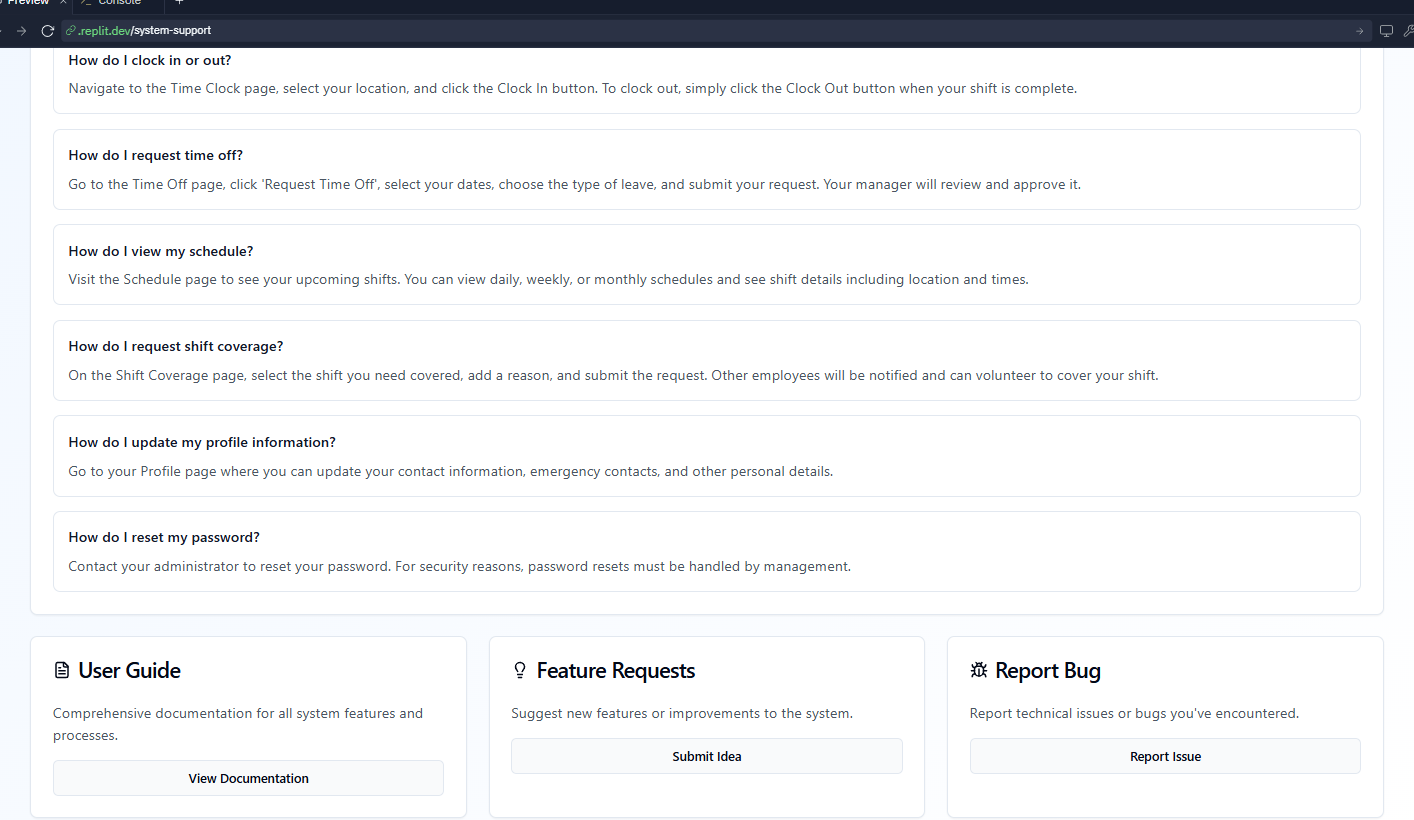 Preview
Console
.replit.dev/system-support
How do I clock in or out?
Navigate to the Time Clock page, select your location, and click the Clock In button. To clock out, simply click the Clock Out button when your shift is complete.
How do I request time off?
Go to the Time Off page, click 'Request Time Off', select your dates, choose the type of leave, and submit your request. Your manager will review and approve it.
How do I view my schedule?
Visit the Schedule page to see your upcoming shifts. You can view daily, weekly, or monthly schedules and see shift details including location and times.
How do I request shift coverage?
On the Shift Coverage page, select the shift you need covered, add a reason, and submit the request. Other employees will be notified and can volunteer to cover your shift.
How do I update my profile information?
Go to your Profile page where you can update your contact information, emergency contacts, and other personal details.
How do I reset my password?
Contact your administrator to reset your password. For security reasons, password resets must be handled by management.
User Guide
Comprehensive documentation for all system features and
processes.
View Documentation
Feature Requests
Suggest new features or improvements to the system.
Submit Idea
Report Bug
Report technical issues or bugs you've encountered.
Report Issue